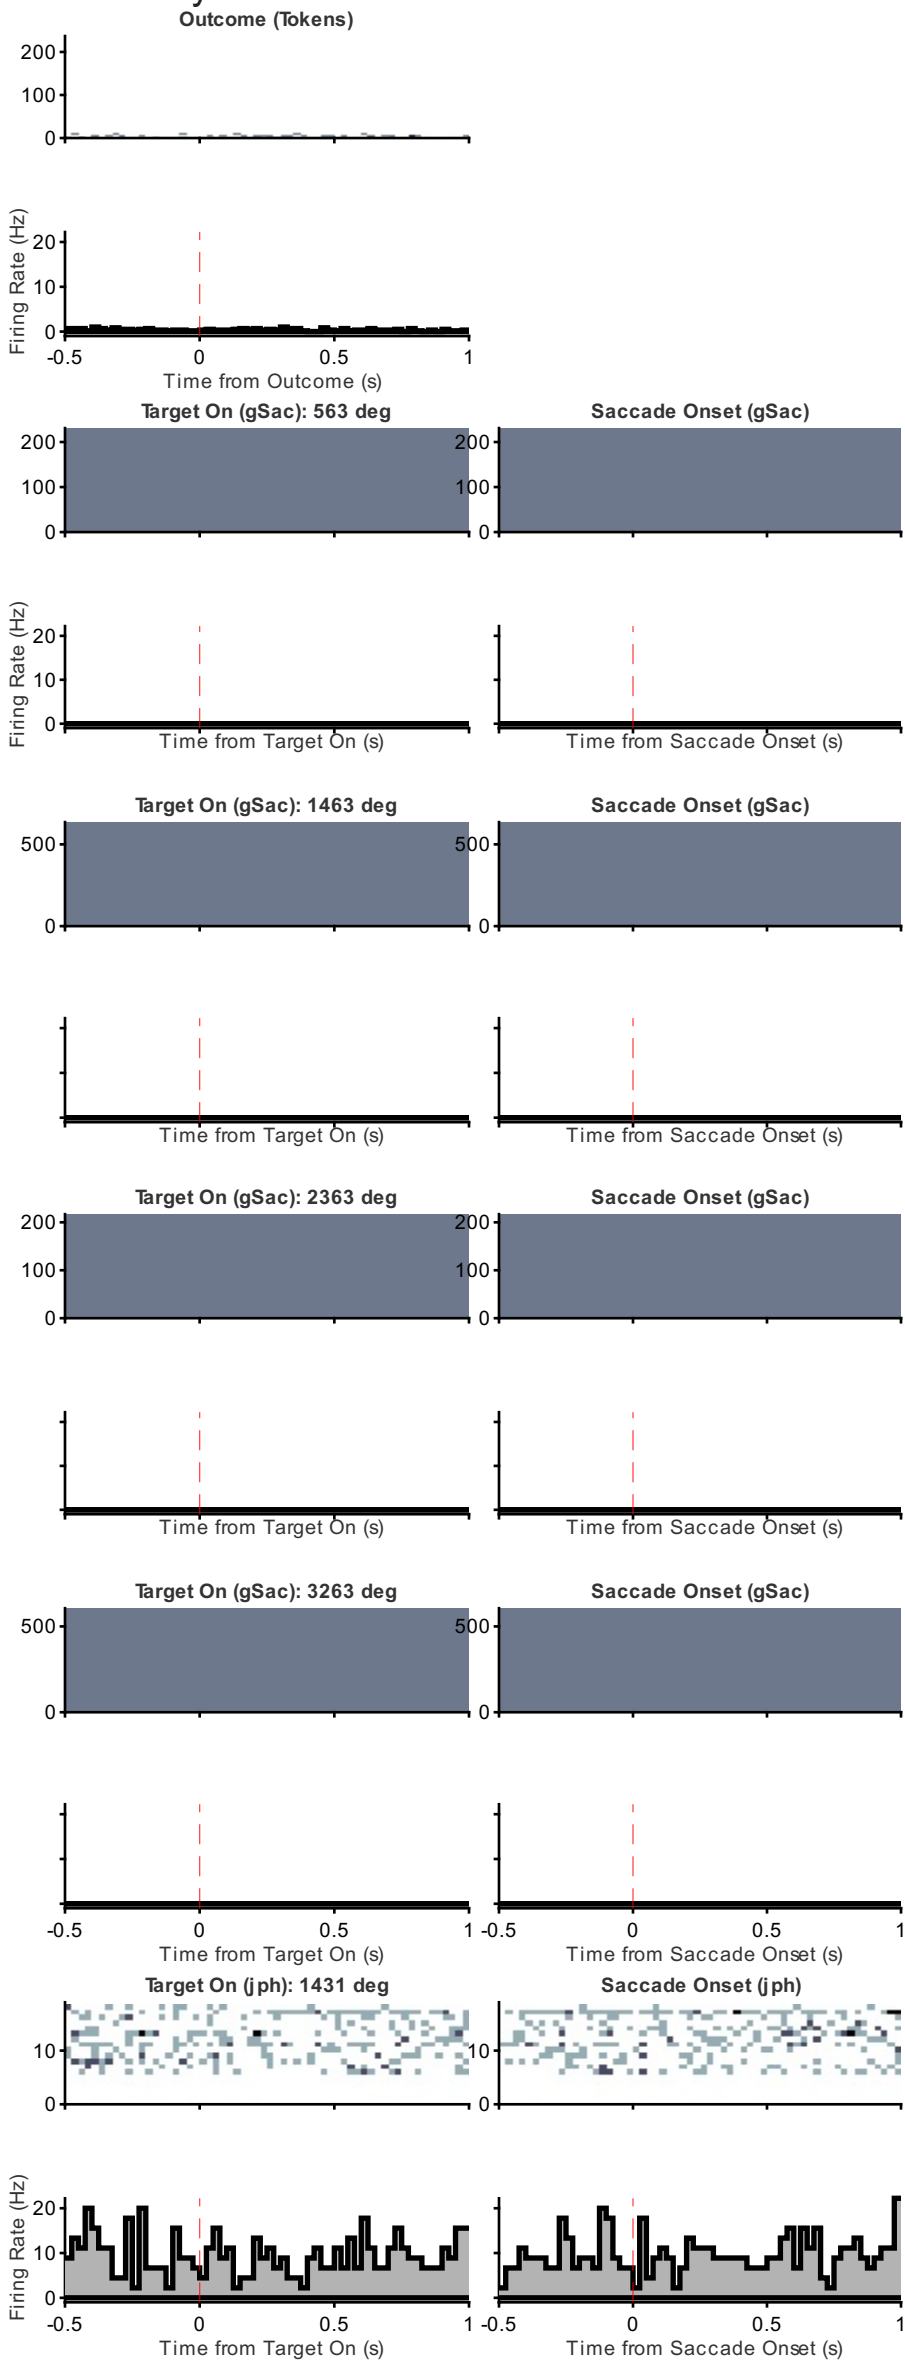 Outcome (Tokens)
200
100
0
Firing Rate (Hz)
20
10
0
-0.5 0 0.5 1
Time from Outcome (s)
Target On (gSac): 563 deg Saccade Onset (gSac)
200 200
100 100
0 0
Firing Rate (Hz)
20
10
0
Time from Target On (s) Time from Saccade Onset (s)
Target On (gSac): 1463 deg Saccade Onset (gSac)
500 500
0 0
Time from Target On (s) Time from Saccade Onset (s)
Target On (gSac): 2363 deg Saccade Onset (gSac)
200 200
100 100
0 0
Time from Target On (s) Time from Saccade Onset (s)
Target On (gSac): 3263 deg Saccade Onset (gSac)
500 500
0 0
-0.5 0 0.5 1 -0.5 0 0.5 1
Time from Target On (s) Time from Saccade Onset (s)
Target On (jph): 1431 deg Saccade Onset (jph)
10 10
0 0
Firing Rate (Hz)
20
10
0
-0.5 0 0.5 1 -0.5 0 0.5 1
Time from Target On (s) Time from Saccade Onset (s)